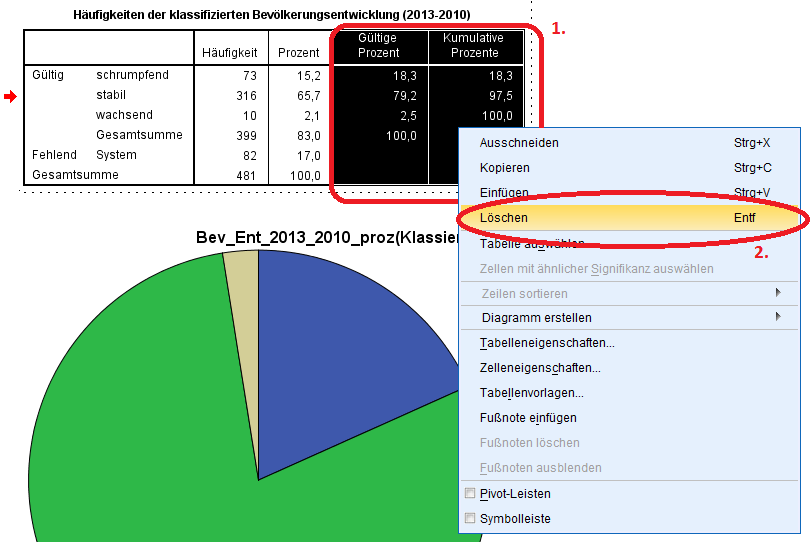 Häufigkeiten der klassifizierten Bevölkerungsentwicklung (2013-2010)
1.
Häufigkeit Prozent Gültige Prozent Kumulative Prozente
Gültig schrumpfend 73 15,2 18,3 18,3
stabil 316 65,7 79,2 97,5
wachsend 10 2,1 2,5 100,0
Gesamtsumme 399 83,0 100,0
Fehlend System 82 17,0
Gesamtsumme 481 100,0
Ausschneiden Strg+X
Kopieren Strg+C
Einfügen Strg+V
Löschen Entf
Tabelle auswählen
2.
Zellen mit ähnlicher Signifikanz auswählen
Zeilen sortieren
Diagramm erstellen
Tabelleneigenschaften...
Zelleneigenschaften...
Tabellenvorlagen...
Fußnote einfügen
Fußnoten löschen
Fußnoten ausblenden
Pivot-Leisten
Symbolleiste
Bev_Ent_2013_2010_proz(Klassier